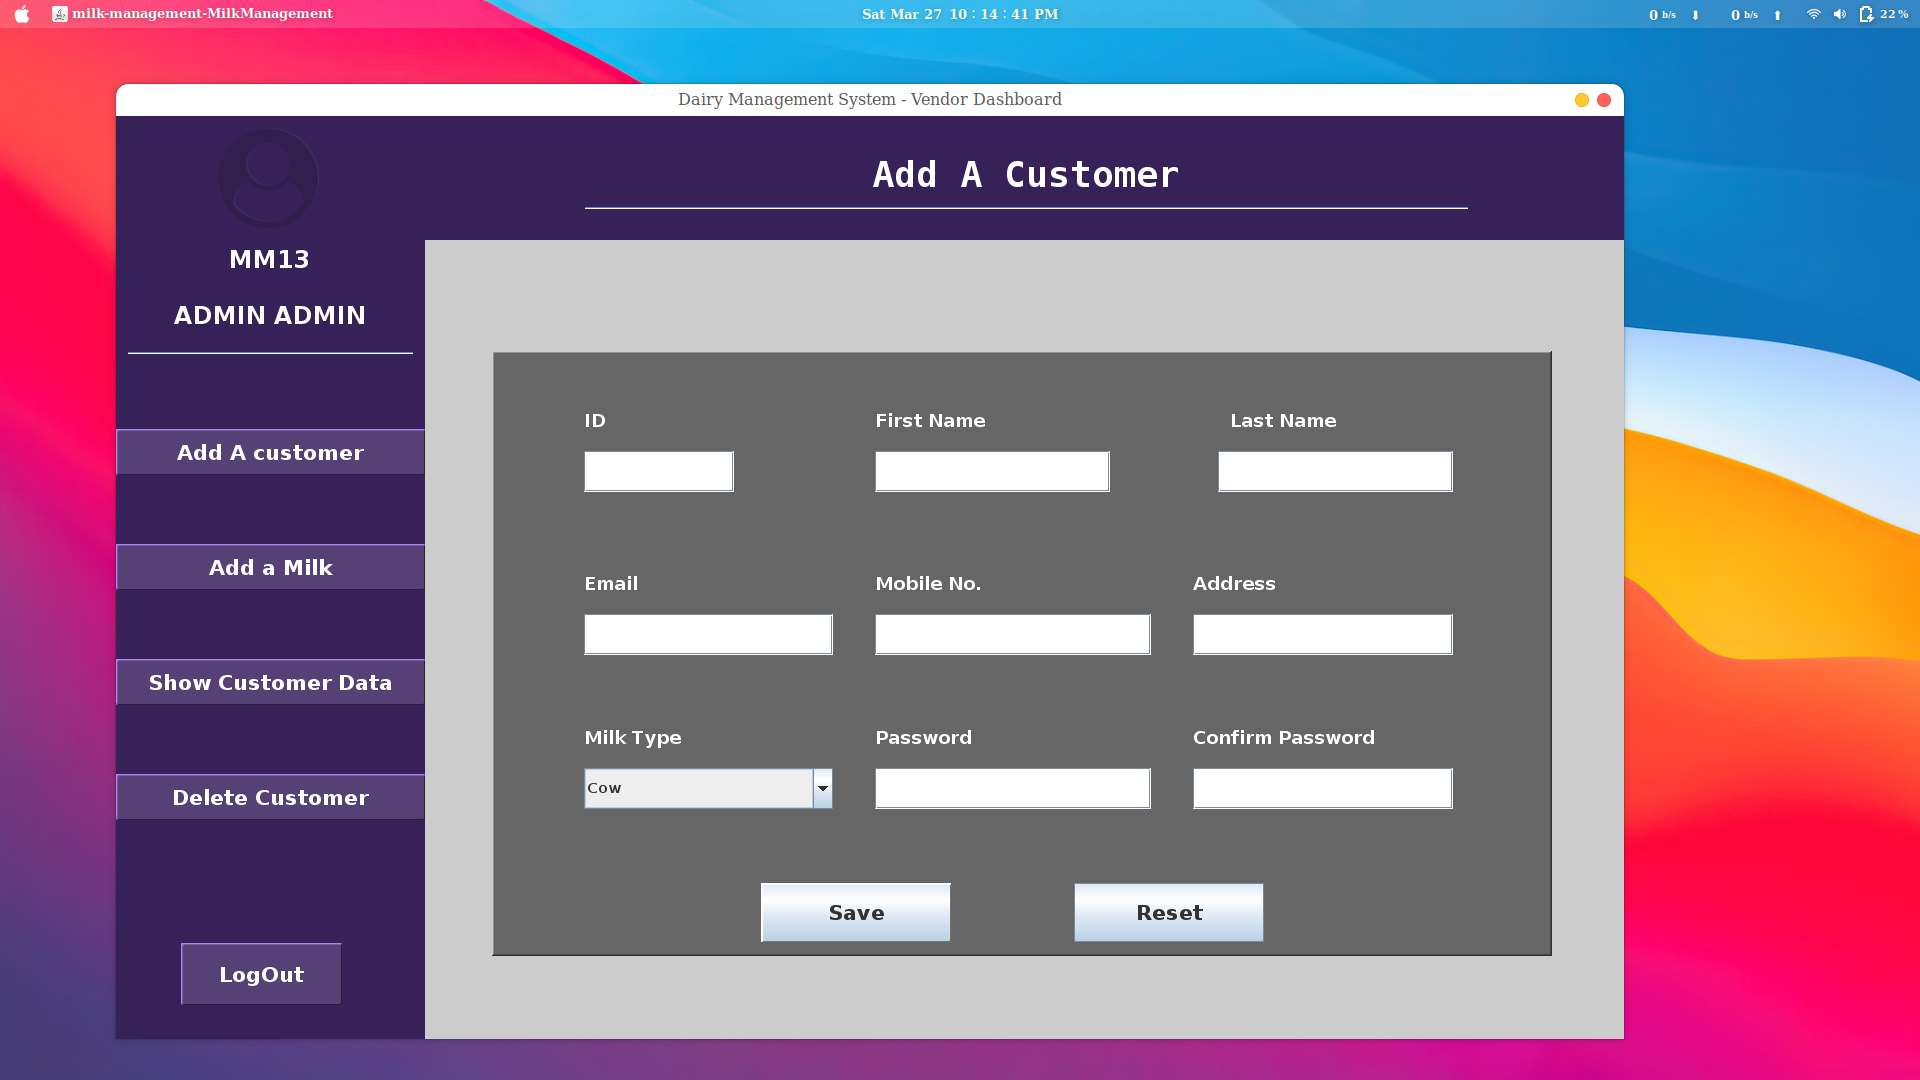 milk-management-MilkManagement
Sat Mar 27 10 : 14 : 41 PM
0 b/s 0 b/s 22 %
Dairy Management System - Vendor Dashboard
MM13
ADMIN ADMIN
Add A customer
Add a Milk
Show Customer Data
Delete Customer
LogOut
Add A Customer
ID First Name Last Name
Email Mobile No. Address
Milk Type Password Confirm Password
Cow
Save Reset